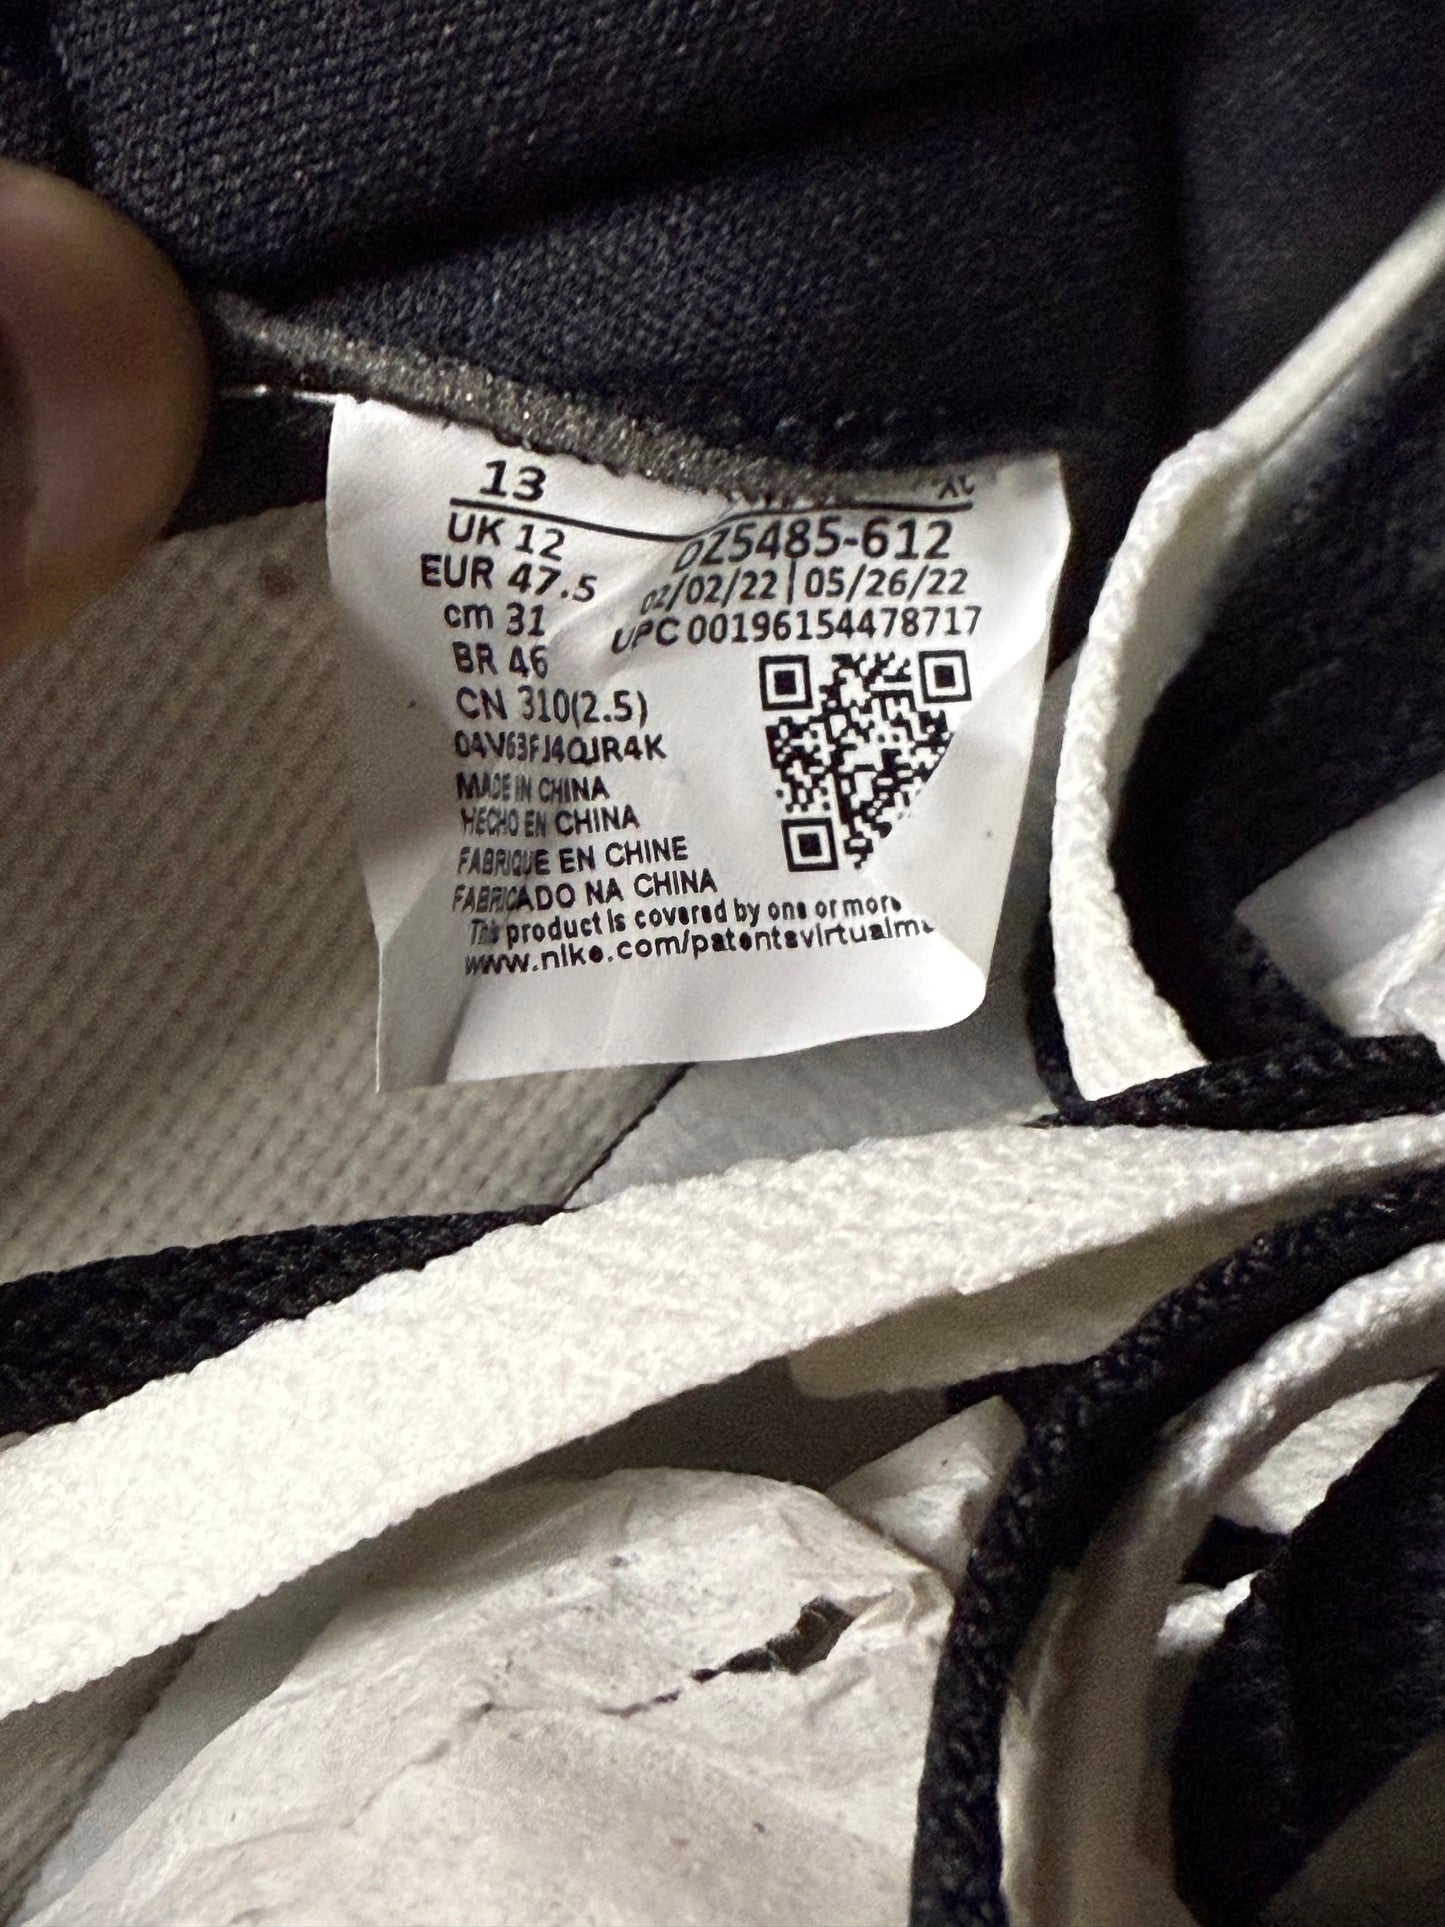 13
UK 12
EUR 47.5
cm 31
BR 46
CN 310(2.5)
04V63FJ4QJR4K
MADE IN CHINA
HECHO EN CHINA
FABRIQUE EN CHINE
FABRICADO NA CHINA
This product is covered by one or more
www.nike.com/patentsvirtualm
DZ5485-612
02/02/22|05/26/22
UPC 00196154478717